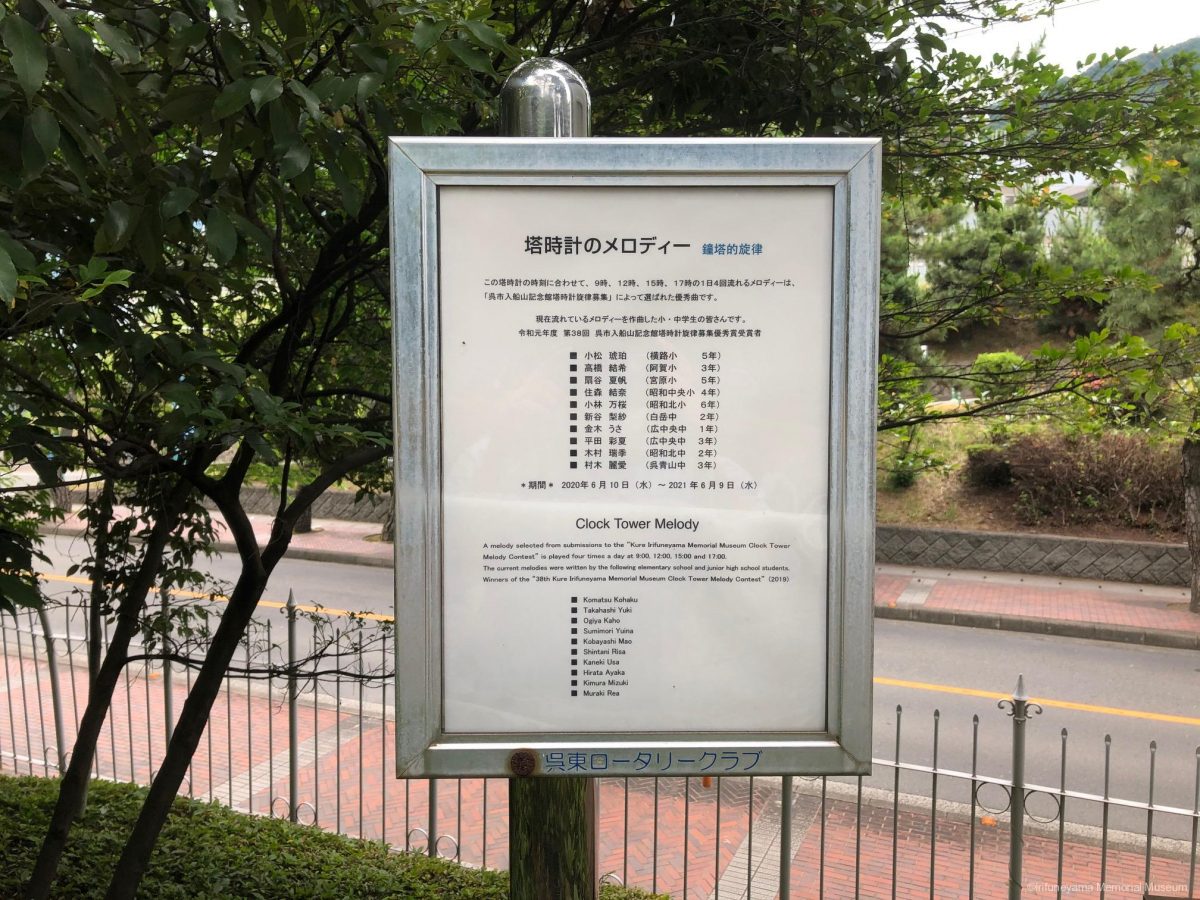 塔時計のメロディー 鐘塔的旋律
この塔時計の時刻に合わせて、9時、12時、15時、17時の1日4回流れるメロディーは、
「呉市入船山記念館塔時計旋律募集」によって選ばれた優秀曲です。
現在流れているメロディーを作曲した小・中学生の皆さんです。
令和元年度 第38回 呉市入船山記念館塔時計旋律募集優秀賞受賞者
■ 小松 琥珀 （横路小 5年）
■ 高橋 結希 （阿賀小 3年）
■ 扇谷 夏帆 （宮原小 5年）
■ 住森 結奈 （昭和中央小 4年）
■ 小林 万桜 （昭和北小 6年）
■ 新谷 梨紗 （白岳中 2年）
■ 金木 うさ （広中央中 1年）
■ 平田 彩夏 （広中央中 3年）
■ 木村 瑞季 （昭和北中 2年）
■ 村木 麗愛 （呉青山中 3年）
＊期間＊ 2020年6月10日（水）～2021年6月9日（水）
Clock Tower Melody
A melody selected from submissions to the "Kure Irifuneyama Memorial Museum Clock Tower
Melody Contest" is played four times a day at 9:00, 12:00, 15:00 and 17:00.
The current melodies were written by the following elementary school and junior high school students.
Winners of the "38th Kure Irifuneyama Memorial Museum Clock Tower Melody Contest" (2019)
■ Komatsu Kohaku
■ Takahashi Yuki
■ Ogiya Kaho
■ Sumimori Yuina
■ Kobayashi Mao
■ Shintani Risa
■ Kaneki Usa
■ Hirata Ayaka
■ Kimura Mizuki
■ Muraki Rea
呉東ロータリークラブ
©Irifuneyama Memorial Museum